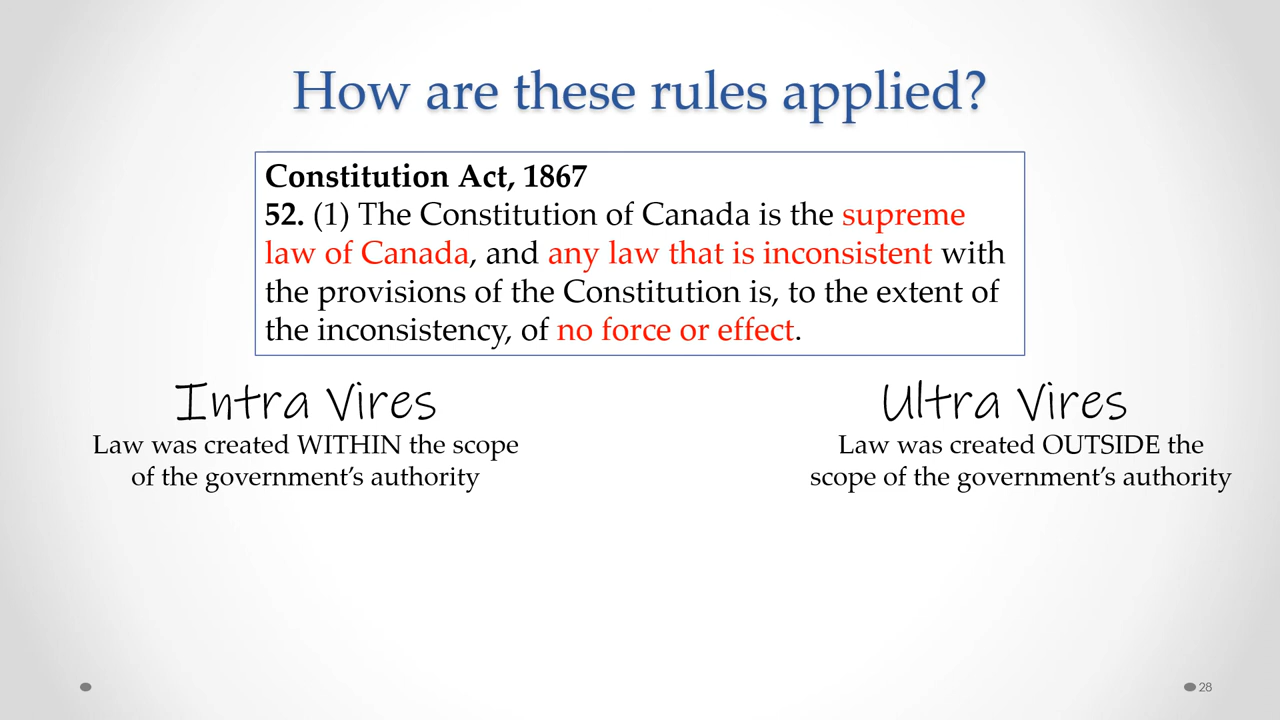 How are these rules applied?
Constitution Act, 1867
52. (1) The Constitution of Canada is the supreme
law of Canada, and any law that is inconsistent with
the provisions of the Constitution is, to the extent of
the inconsistency, of no force or effect.
Intra Vires
Law was created WITHIN the scope
of the government’s authority
Ultra Vires
Law was created OUTSIDE the
scope of the government’s authority
28